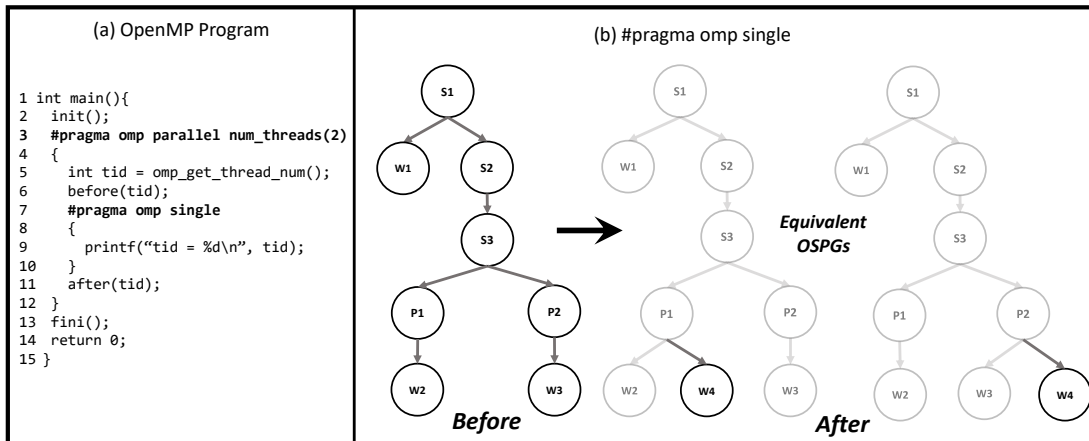 (a) OpenMP Program
1 int main(){
2 init();
3 #pragma omp parallel num_threads(2)
4 {
5 int tid = omp_get_thread_num();
6 before(tid);
7 #pragma omp single
8 {
9 printf(“tid = %d\n”, tid);
10 }
11 after(tid);
12 }
13 fini();
14 return 0;
15 }
(b) #pragma omp single
S1
W1 S2
S3
P1 P2
W2 W3
Before
S1
W1 S2
S3
P1 P2
W2 W4 W3
Equivalent
OSPGs
S1
W1 S2
S3
P1 P2
W2 W3 W4
After